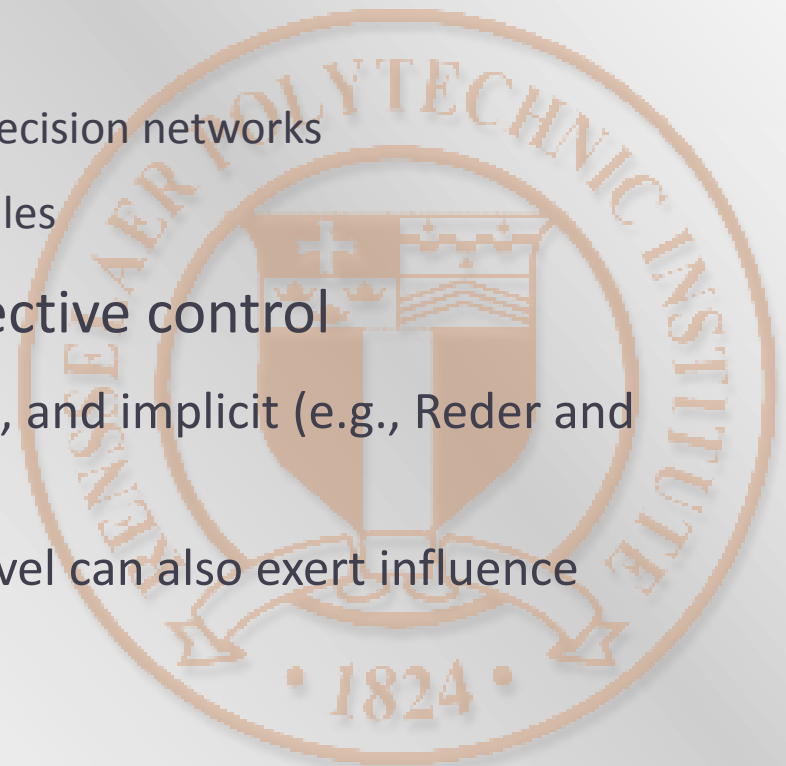 ecision networks
les
ective control
, and implicit (e.g., Reder and
vel can also exert influence
RENSSELAER POLYTECHNIC INSTITUTE
• 1824 •